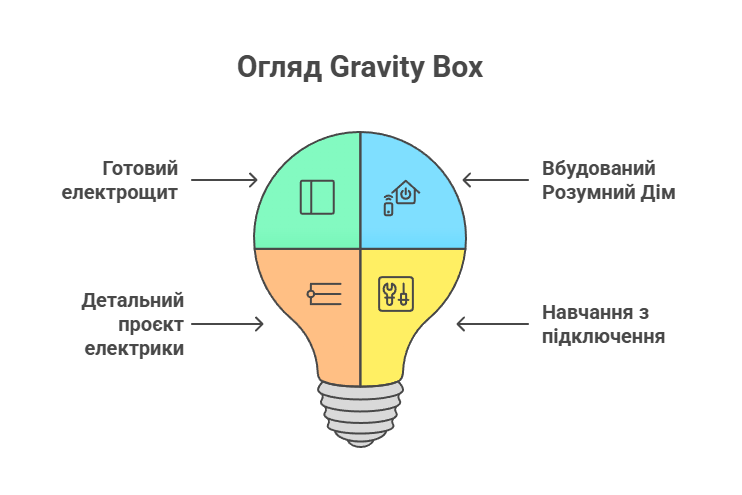 Огляд Gravity Box
Готовий
електрощит
Вбудований
Розумний Дім
Детальний
проєкт
електрики
Навчання з
підключення